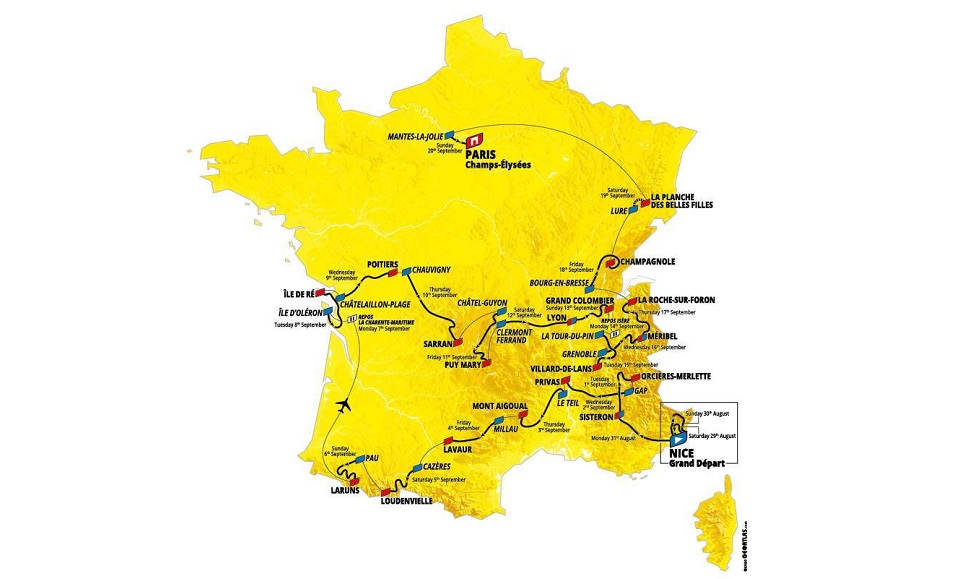 MANTES-LA-JOLIE
Sunday
20th September
PARIS
Champs-Élysées
Saturday
19th September
LA PLANCHE
DES BELLES FILLES
LURE
Friday
18th September
CHAMPAGNOLE
BOURG-EN-BRESSE
POITIERS
CHAUVIGNY
Wednesday
9th September
ÎLE DE RÉ
CHÂTELAILLON-PLAGE
ÎLE D'OLÉRON
Tuesday 8th September
REPOS
LA CHARENTE-MARITIME
Monday 7th September
Thursday
10th September
CHÂTEL-GUYON
Saturday
12th September
CLERMONT
FERRAND
SARRAN
Friday 11th September
PUY MARY
GRAND COLOMBIER
Sunday 13th September
LYON
LA ROCHE-SUR-FORON
Thursday 17th September
REPOS ISÈRE
Monday 14th September
LA TOUR-DU-PIN
MÉRIBEL
Wednesday 16th September
GRENOBLE
VILLARD-DE-LANS
Tuesday 15th September
PRIVAS
Tuesday
1st September
ORCIÈRES-MERLETTE
LE TEIL
GAP
Wednesday
2nd September
SISTERON
MONT AIGOUAL
Thursday
3rd September
MILLAU
Friday
4th September
LAVAUR
Monday 31st August
Sunday 30th August
Saturday 29th August
NICE
Grand Départ
Sunday
6th September
PAU
CAZÈRES
Saturday 5th September
LARUNS
LOUDENVIELLE